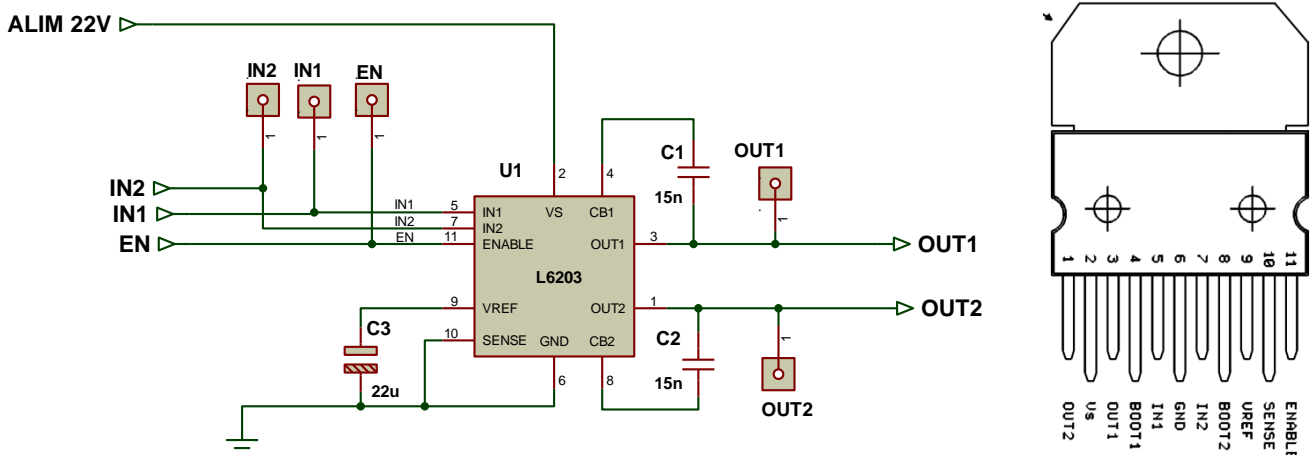 ALIM 22V
IN2
IN1
EN
1
1
1
IN2
IN1
EN
U1
2
4
C1
15n
OUT1
1
IN1
IN2
EN
5
7
11
IN1
IN2
ENABLE
VS
CB1
OUT1
3
OUT1
L6203
9
VREF
OUT2
1
OUT2
10
SENSE
GND
CB2
6
8
C3
22u
C2
15n
1
OUT2
1 2 3 4 5 6 7 8 9 10 11
OUT2
Vs
OUT1
BOOT1
IN1
GND
IN2
BOOT2
VREF
SENSE
ENABLE